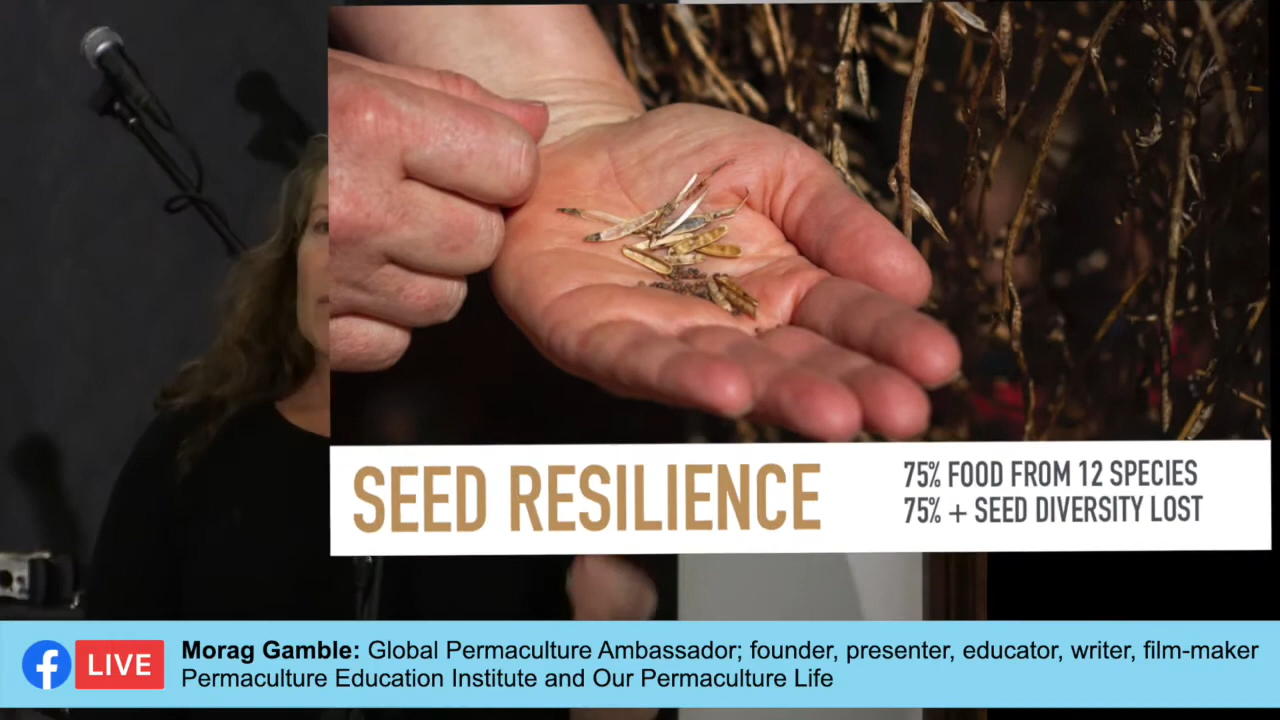 SEED RESILIENCE
75% FOOD FROM 12 SPECIES
75% + SEED DIVERSITY LOST
LIVE
Morag Gamble: Global Permaculture Ambassador; founder, presenter, educator, writer, film-maker
Permaculture Education Institute and Our Permaculture Life